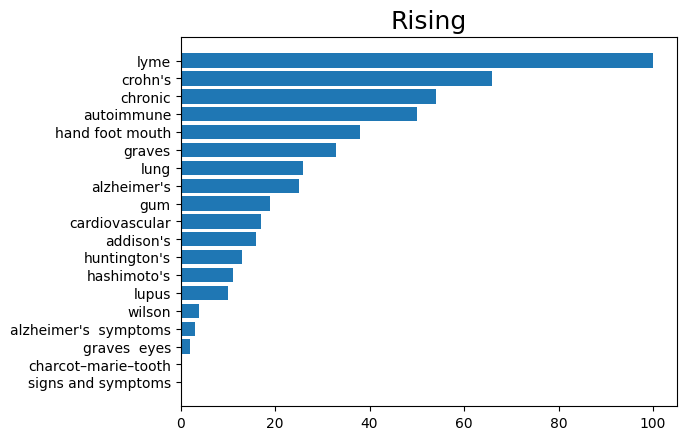 Rising
lyme
crohn's
chronic
autoimmune
hand foot mouth
graves
lung
alzheimer's
gum
cardiovascular
addison's
huntington's
hashimoto's
lupus
wilson
alzheimer's  symptoms
graves  eyes
charcot–marie–tooth
signs and symptoms
0 20 40 60 80 100